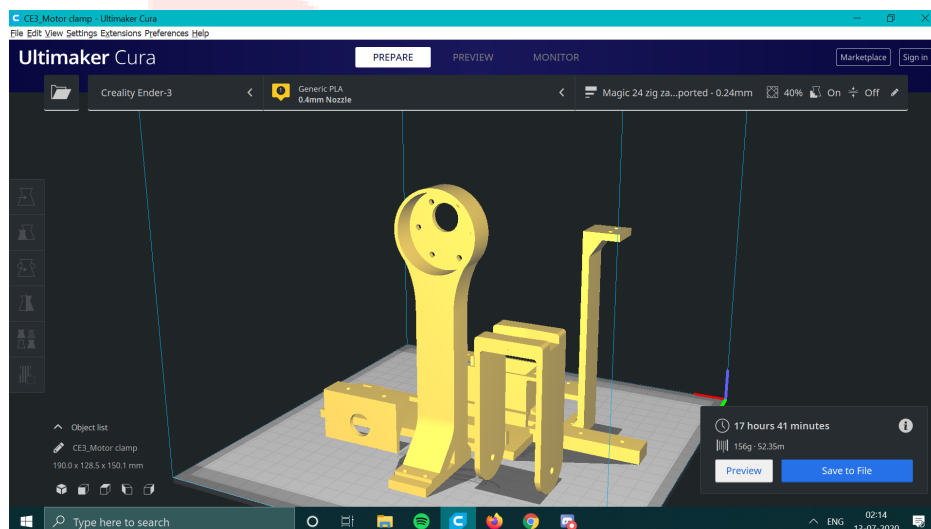 CE3_Motor clamp - Ultimaker Cura
File Edit View Settings Extensions Preferences Help
Ultimaker Cura
PREPARE PREVIEW MONITOR
Marketplace Sign in
Creality Ender-3
Generic PLA
0.4mm Nozzle
Magic 24 zig za...ported - 0.24mm 40% On Off
Object list
CE3_Motor clamp
190.0 x 128.5 x 150.1 mm
17 hours 41 minutes
156g · 52.35m
Preview Save to File
Type here to search
ENG
02:14
13-07-2020